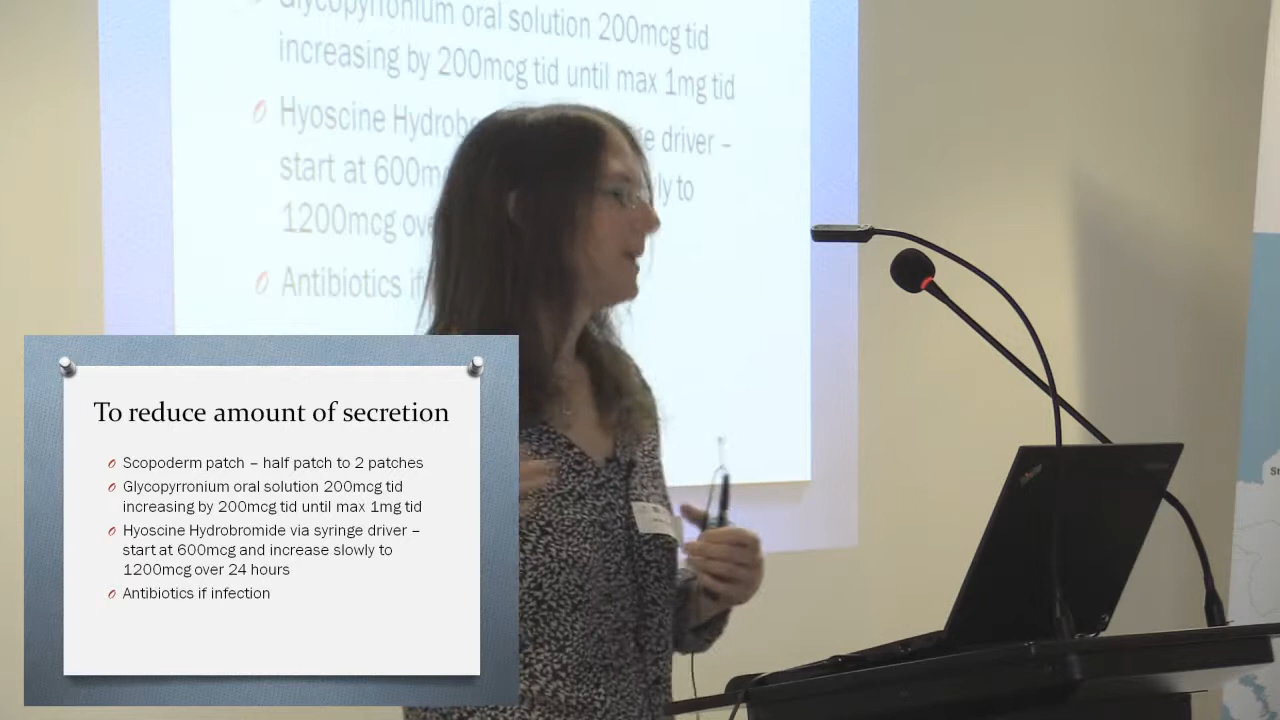 Glycopyrronium oral solution 200mcg tid
increasing by 200mcg tid until max 1mg tid
Hyoscine Hydrob
e driver –
start at 600m
ly to
1200mcg ov
Antibiotics if
To reduce amount of secretion
Scopoderm patch – half patch to 2 patches
Glycopyrronium oral solution 200mcg tid
increasing by 200mcg tid until max 1mg tid
Hyoscine Hydrobromide via syringe driver –
start at 600mcg and increase slowly to
1200mcg over 24 hours
Antibiotics if infection